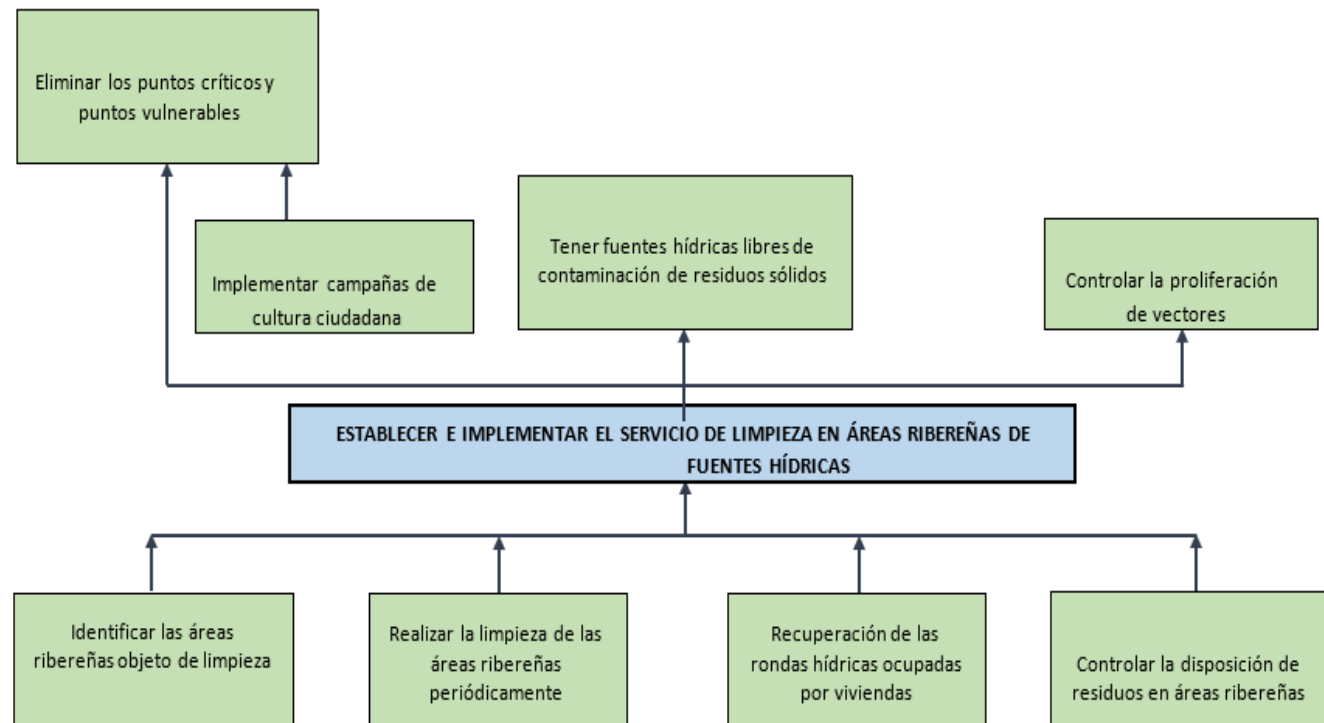 Eliminar los puntos críticos y
puntos vulnerables
Implementar campañas de
cultura ciudadana
Tener fuentes hídricas libres de
contaminación de residuos sólidos
Controlar la proliferación
de vectores
ESTABLECER E IMPLEMENTAR EL SERVICIO DE LIMPIEZA EN ÁREAS RIBEREÑAS DE
FUENTES HÍDRICAS
Identificar las áreas
ribereñas objeto de limpieza
Realizar la limpieza de las
áreas ribereñas
periódicamente
Recuperación de las
rondas hídricas ocupadas
por viviendas
Controlar la disposición de
residuos en áreas ribereñas